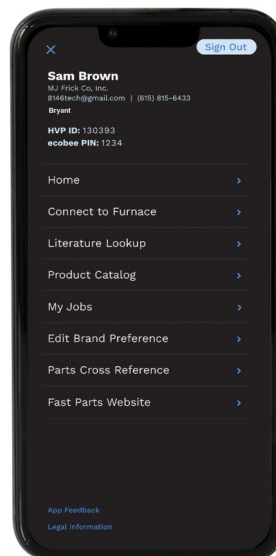 Sign Out
Sam Brown
MJ Frick Co, Inc.
8146tech@gmail.com | (615) 815-6433
Bryant
HVP ID: 130393
ecobee PIN: 1234
Home
Connect to Furnace
Literature Lookup
Product Catalog
My Jobs
Edit Brand Preference
Parts Cross Reference
Fast Parts Website
App Feedback
Legal Information